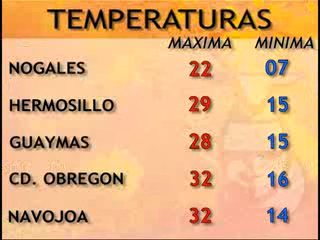 TEMPERATURAS
MAXIMA MINIMA
NOGALES 22 07
HERMOSILLO 29 15
GUAYMAS 28 15
CD. OBREGON 32 16
NAVOJOA 32 14